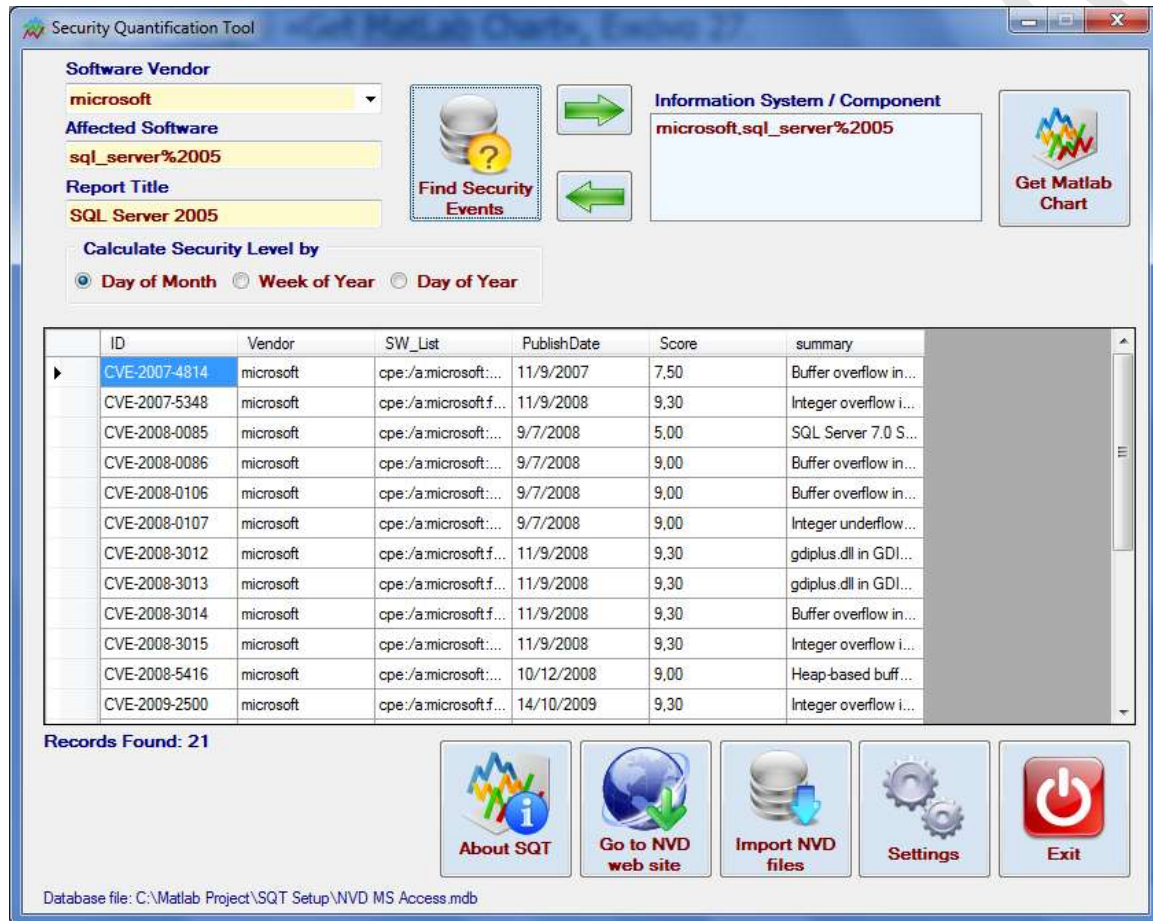 Security Quantification Tool
Software Vendor
microsoft
Affected Software
sql_server%2005
Report Title
SQL Server 2005
Find Security Events
Information System / Component
microsoft,sql_server%2005
Get Matlab Chart
Calculate Security Level by
Day of Month Week of Year Day of Year
ID Vendor SW_List PublishDate Score summary
CVE-2007-4814 microsoft cpe:/a:microsoft:... 11/9/2007 7,50 Buffer overflow in...
CVE-2007-5348 microsoft cpe:/a:microsoft:f... 11/9/2008 9,30 Integer overflow i...
CVE-2008-0085 microsoft cpe:/a:microsoft:... 9/7/2008 5,00 SQL Server 7.0 S...
CVE-2008-0086 microsoft cpe:/a:microsoft:... 9/7/2008 9,00 Buffer overflow in...
CVE-2008-0106 microsoft cpe:/a:microsoft:... 9/7/2008 9,00 Buffer overflow in...
CVE-2008-0107 microsoft cpe:/a:microsoft:... 9/7/2008 9,00 Integer underflow...
CVE-2008-3012 microsoft cpe:/a:microsoft:f... 11/9/2008 9,30 gdiplus.dll in GDI...
CVE-2008-3013 microsoft cpe:/a:microsoft:f... 11/9/2008 9,30 gdiplus.dll in GDI...
CVE-2008-3014 microsoft cpe:/a:microsoft:f... 11/9/2008 9,30 Buffer overflow in...
CVE-2008-3015 microsoft cpe:/a:microsoft:... 11/9/2008 9,30 Integer overflow i...
CVE-2008-5416 microsoft cpe:/a:microsoft:... 10/12/2008 9,00 Heap-based buff...
CVE-2009-2500 microsoft cpe:/a:microsoft:f... 14/10/2009 9,30 Integer overflow i...
Records Found: 21
About SQT
Go to NVD web site
Import NVD files
Settings
Exit
Database file: C:\Matlab Project\SQT Setup\NVD MS Access.mdb